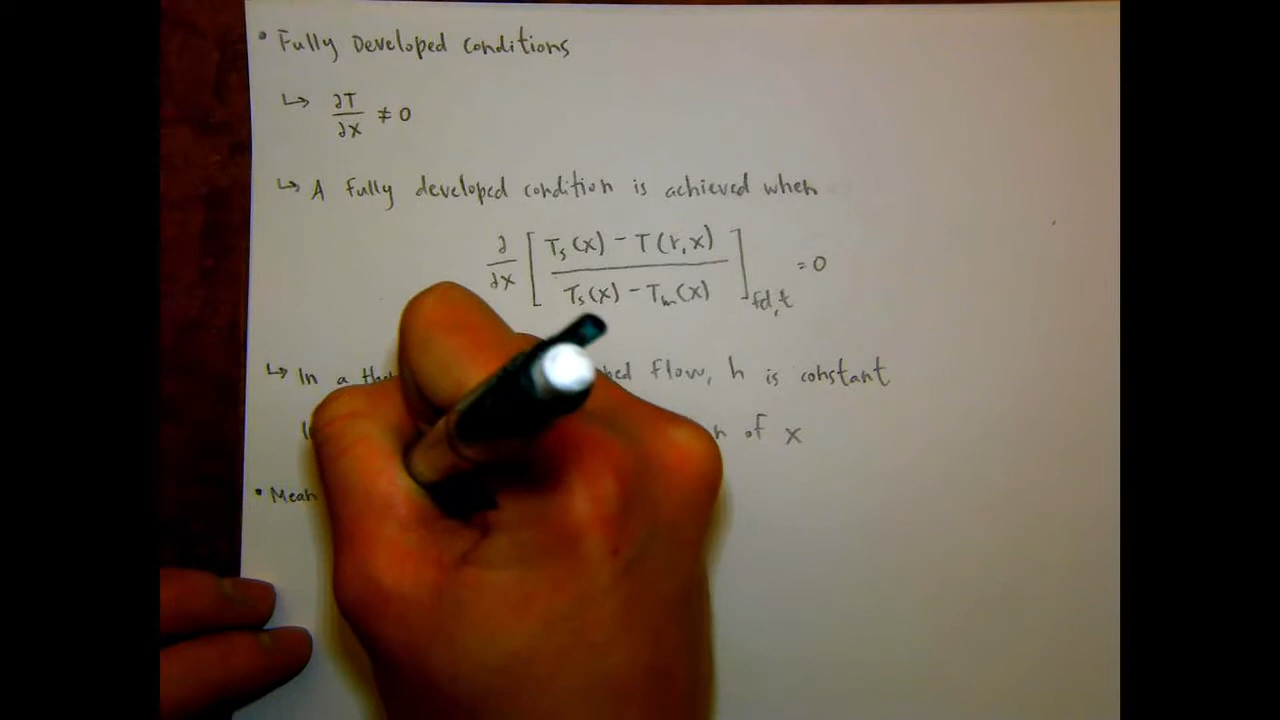 • Fully Developed conditions
↳ ∂T/∂x ≠ 0
↳ A fully developed condition is achieved when
∂/∂x [ (Ts(x) - T(r,x)) / (Ts(x) - Tm(x)) ]fd,t = 0
↳ In a flow, h is constant
of x
• Mean